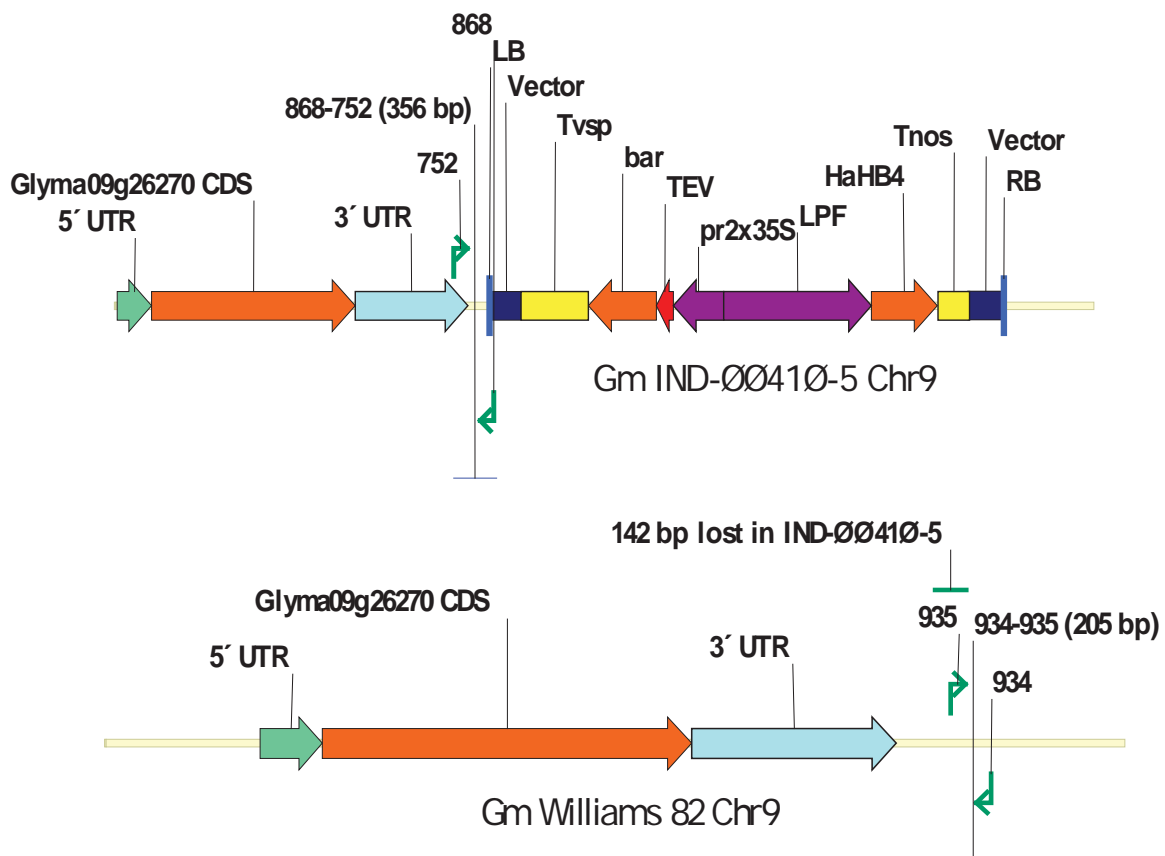 868
LB
Vector
868-752 (356 bp)
Tvsp
Tnos
Vector
752
bar
HaHB4
RB
Glyma09g26270 CDS
TEV
5´ UTR
3´ UTR
LPF
pr2x35S
Gm IND-ØØ41Ø-5 Chr9
142 bp lost in IND-ØØ41Ø-5
Glyma09g26270 CDS
935
934-935 (205 bp)
5´ UTR
3´ UTR
934
Gm Williams 82 Chr9